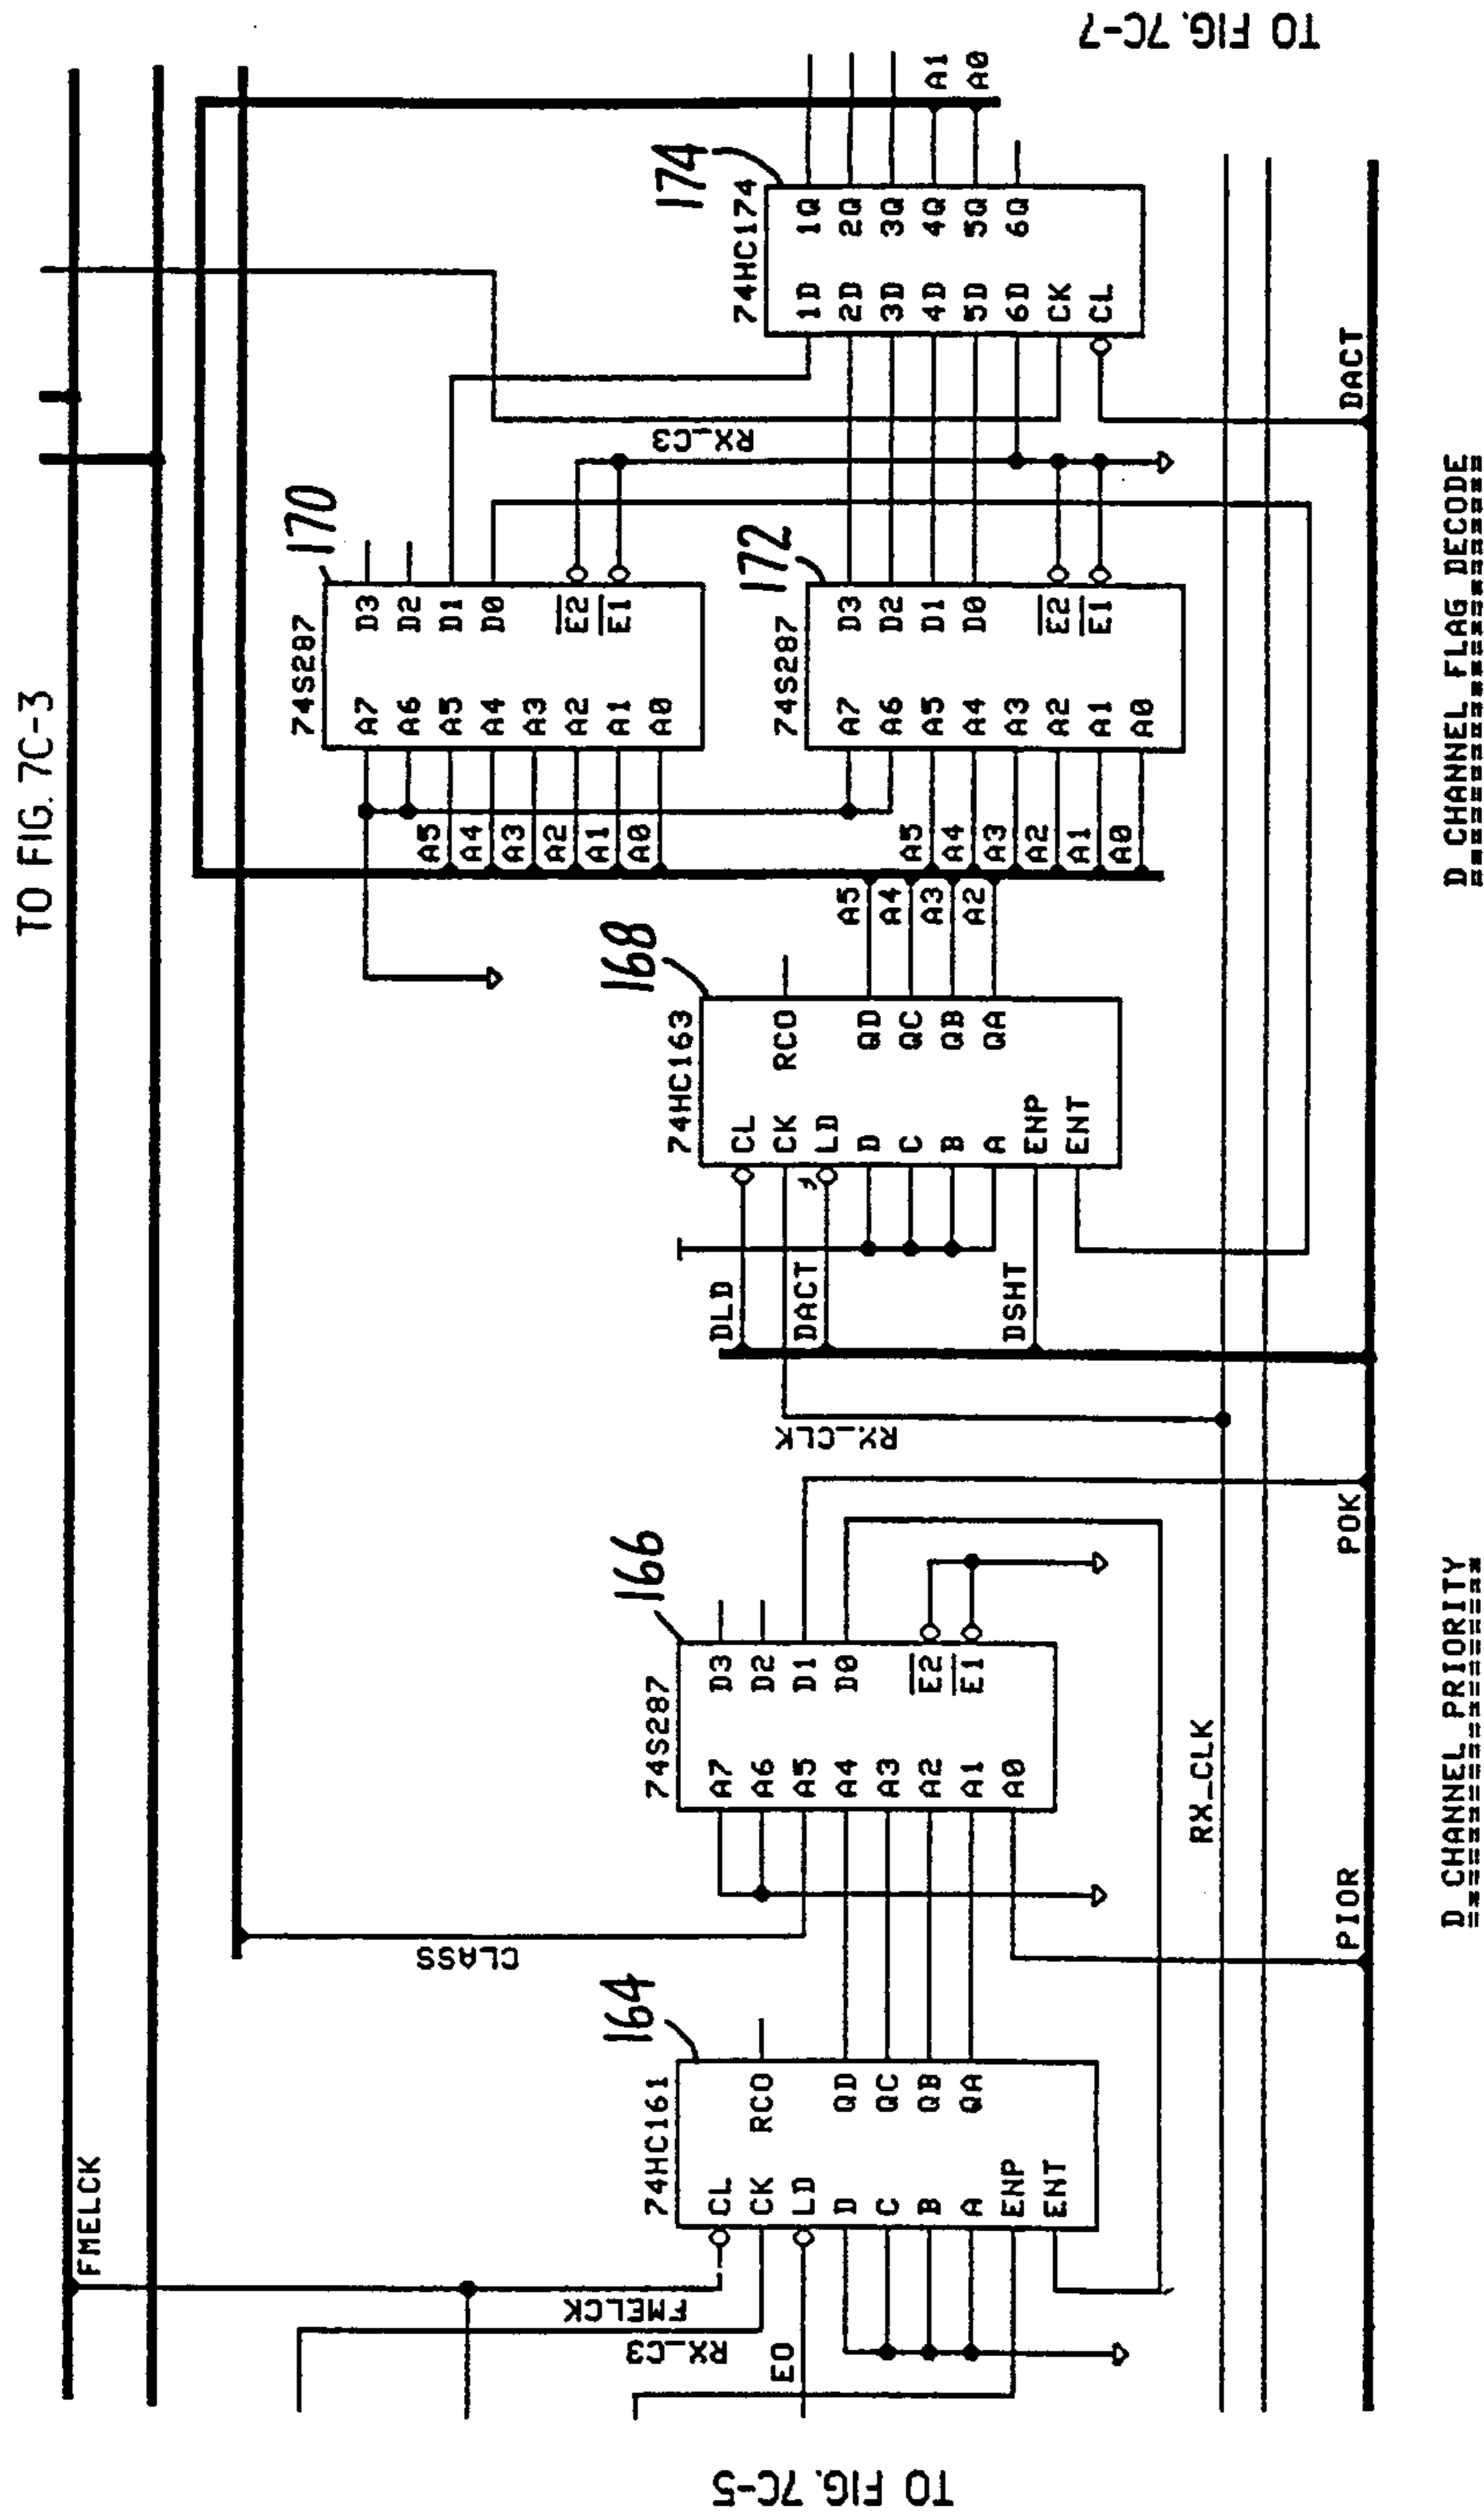 TO FIG. 7C-3
TO FIG. 7C-7
TO FIG. 7C-5
FMELCK
FMELCK
RX_C3
EO
164
74HC161
CL
CK
LD
D
C
B
A
ENP
ENT
RCO
QD
QC
QB
QA
CLASS
166
74S287
A7
A6
A5
A4
A3
A2
A1
A0
D3
D2
D1
D0
E2
E1
PIOR
POK
RX_CLK
RX_CLK
DLD
DACT
DSHT
168
74HC163
CL
CK
LD
D
C
B
A
ENP
ENT
RCO
QD
QC
QB
QA
A5
A4
A3
A2
A5
A4
A3
A2
A1
A0
170
74S287
A7
A6
A5
A4
A3
A2
A1
A0
D3
D2
D1
D0
E2
E1
A5
A4
A3
A2
A1
A0
172
74S287
A7
A6
A5
A4
A3
A2
A1
A0
D3
D2
D1
D0
E2
E1
RX_C3
174
74HC174
1D
2D
3D
4D
5D
6D
CK
CL
1Q
2Q
3Q
4Q
5Q
6Q
A1
A0
DACT
D CHANNEL PRIORITY
D CHANNEL FLAG DECODE